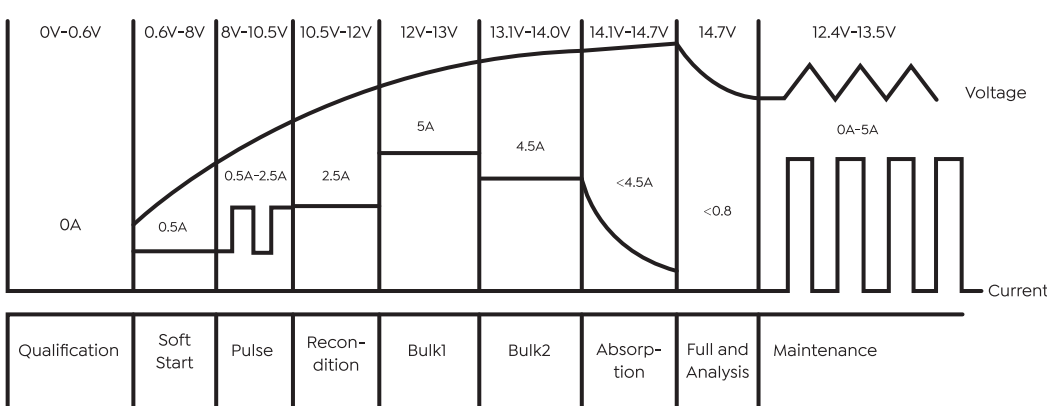 0V-0.6V
0.6V-8V
8V-10.5V
10.5V-12V
12V-13V
13.1V-14.0V
14.1V-14.7V
14.7V
12.4V-13.5V
Voltage
5A
0A-5A
4.5A
0.5A-2.5A
2.5A
<4.5A
<0.8
0A
0.5A
Current
Qualification
Soft
Start
Pulse
Recon-
dition
Bulk1
Bulk2
Absorp-
tion
Full and
Analysis
Maintenance